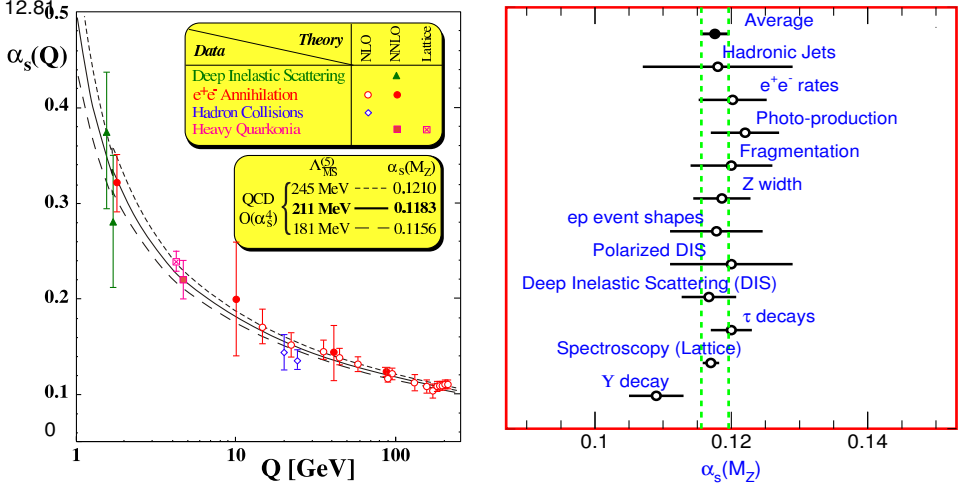 12.81
0.5
αs(Q)
0.4
0.3
0.2
0.1
0
1 10 100
Q [GeV]
Data Theory NLO NNLO Lattice
Deep Inelastic Scattering
e⁺e⁻ Annihilation
Hadron Collisions
Heavy Quarkonia
Λ(5) MS αs(MZ)
QCD O(αs⁴)
245 MeV 0.1210
211 MeV 0.1183
181 MeV 0.1156
Average
Hadronic Jets
e⁺e⁻ rates
Photo-production
Fragmentation
Z width
ep event shapes
Polarized DIS
Deep Inelastic Scattering (DIS)
τ decays
Spectroscopy (Lattice)
Υ decay
0.1 0.12 0.14
αs(MZ)